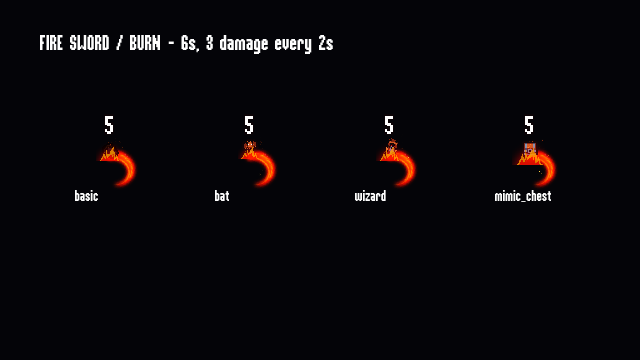 FIRE SWORD / BURN - 6s, 3 damage every 2s
5 5 5 5
basic bat wizard mimic_chest